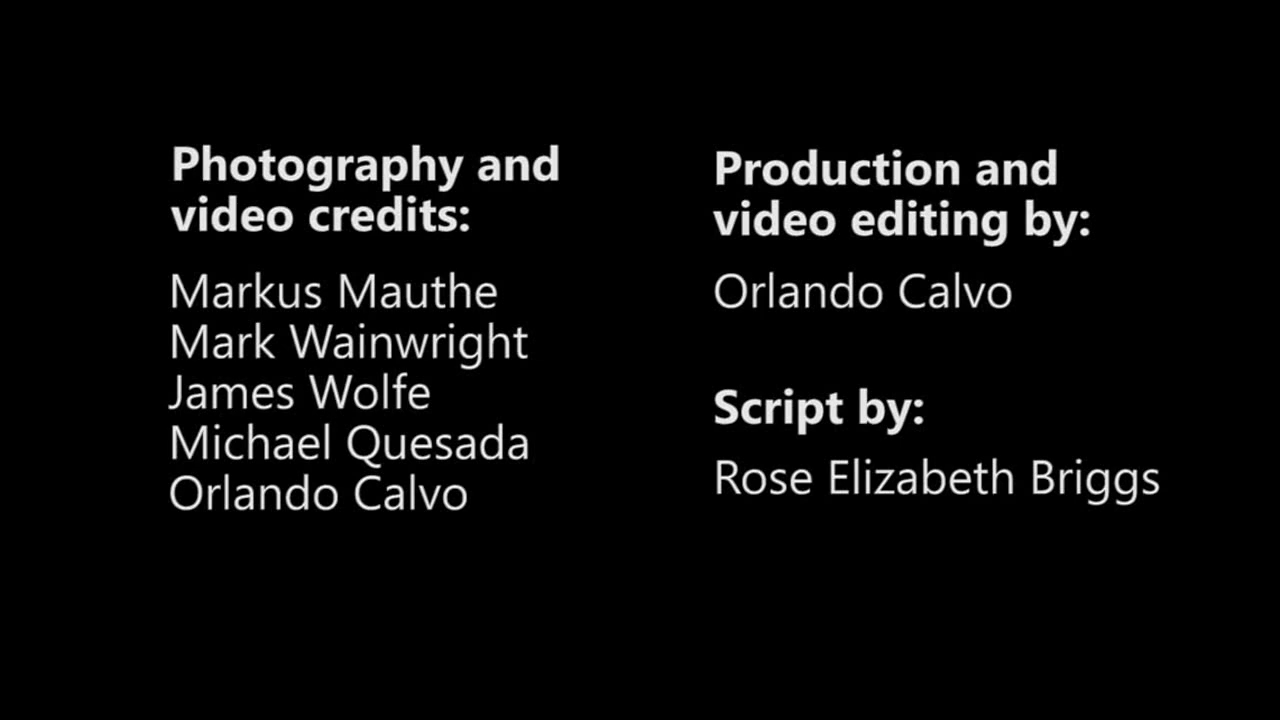 Photography and
video credits:
Markus Mauthe
Mark Wainwright
James Wolfe
Michael Quesada
Orlando Calvo
Production and
video editing by:
Orlando Calvo
Script by:
Rose Elizabeth Briggs